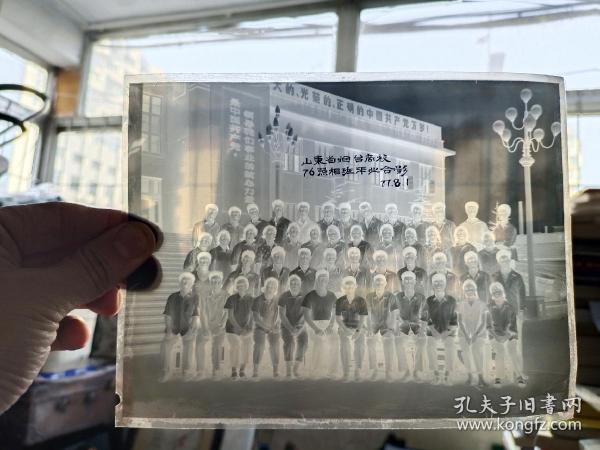 大的、光荣的、正确的中国共产党万岁!
山东省烟台商校
76照相班毕业合影
77.8.1
孔夫子旧书网
www.kongfz.com